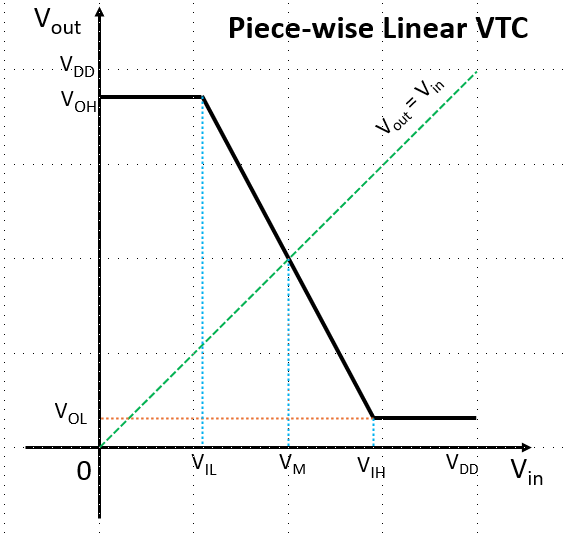 Piece-wise Linear VTC
Vout
VDD
VOH
Vout = Vin
VOL
0
VIL
VM
VIH
VDD
Vin